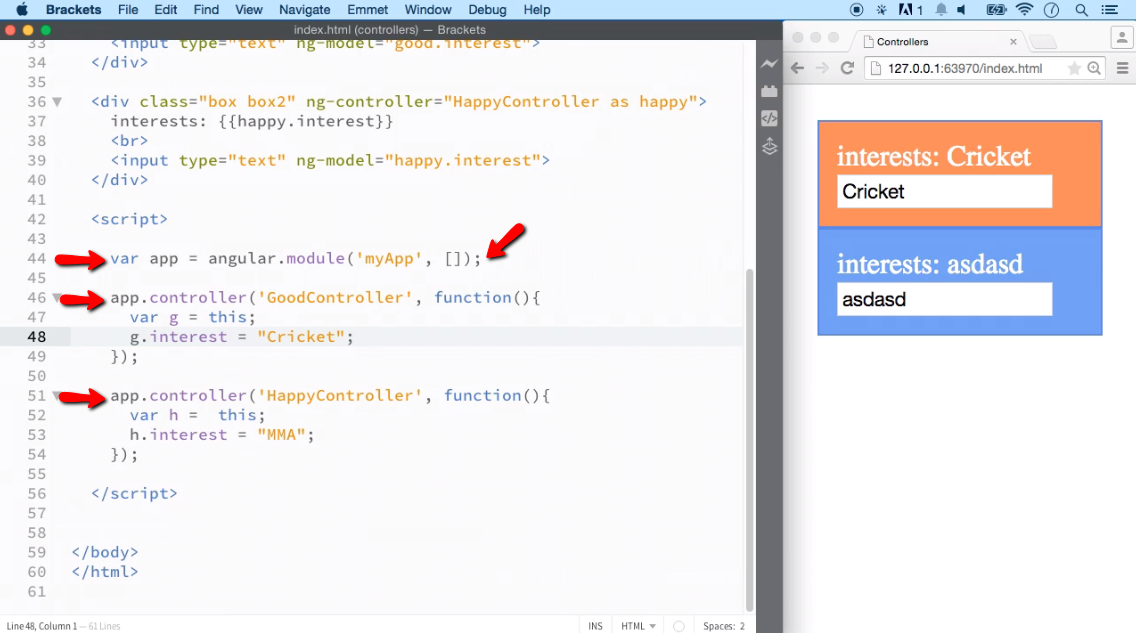 Brackets File Edit Find View Navigate Emmet Window Debug Help 1
index.html (controllers) — Brackets
33 <input type="text" ng-model="good.interest">
34 </div>
35
36 <div class="box box2" ng-controller="HappyController as happy">
37 interests: {{happy.interest}}
38 <br>
39 <input type="text" ng-model="happy.interest">
40 </div>
41
42 <script>
43
44 var app = angular.module('myApp', []);
45
46 app.controller('GoodController', function(){
47 var g = this;
48 g.interest = "Cricket";
49 });
50
51 app.controller('HappyController', function(){
52 var h =  this;
53 h.interest = "MMA";
54 });
55
56 </script>
57
58
59 </body>
60 </html>
61
Line 48, Column 1 — 61 Lines
INS HTML Spaces: 2
Controllers
127.0.0.1:63970/index.html
interests: Cricket
Cricket
interests: asdasd
asdasd